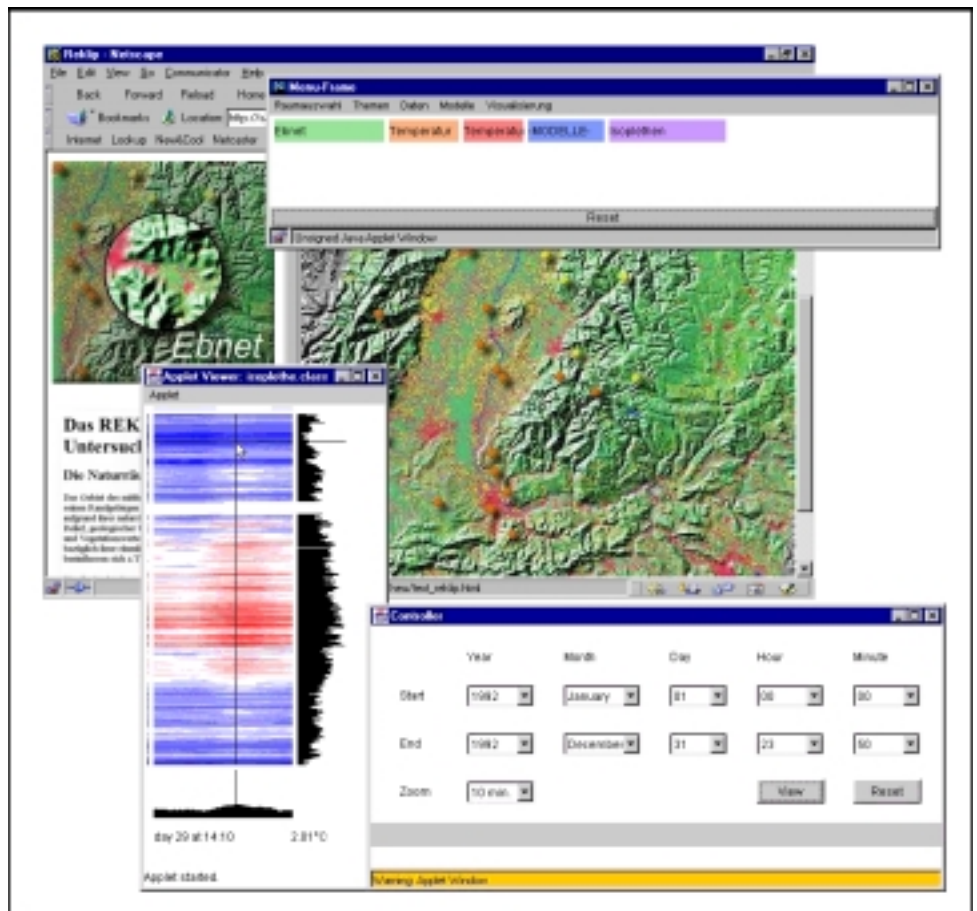 Reklip - Netscape
File Edit View Go Communicator Help
Back Forward Reload Home
Bookmarks Location
Internet Lookup New&Cool Netcaster
Menu-Frame
Raumauswahl Themen Daten Modelle Visualisierung
Ebnet Temperatur Temperatu -MODELLE- Isoplethen
Reset
Unsigned Java Applet Window
Ebnet
Das REK
Untersuc
Die Naturräu
Applet Viewer: isoplethe.class
Applet
day 29 at 14:10 2.81°C
Applet started.
Controller
Year Month Day Hour Minute
Start 1992 January 01 00 00
End 1992 December 31 23 50
Zoom 10 min. View Reset
Warning: Applet Window